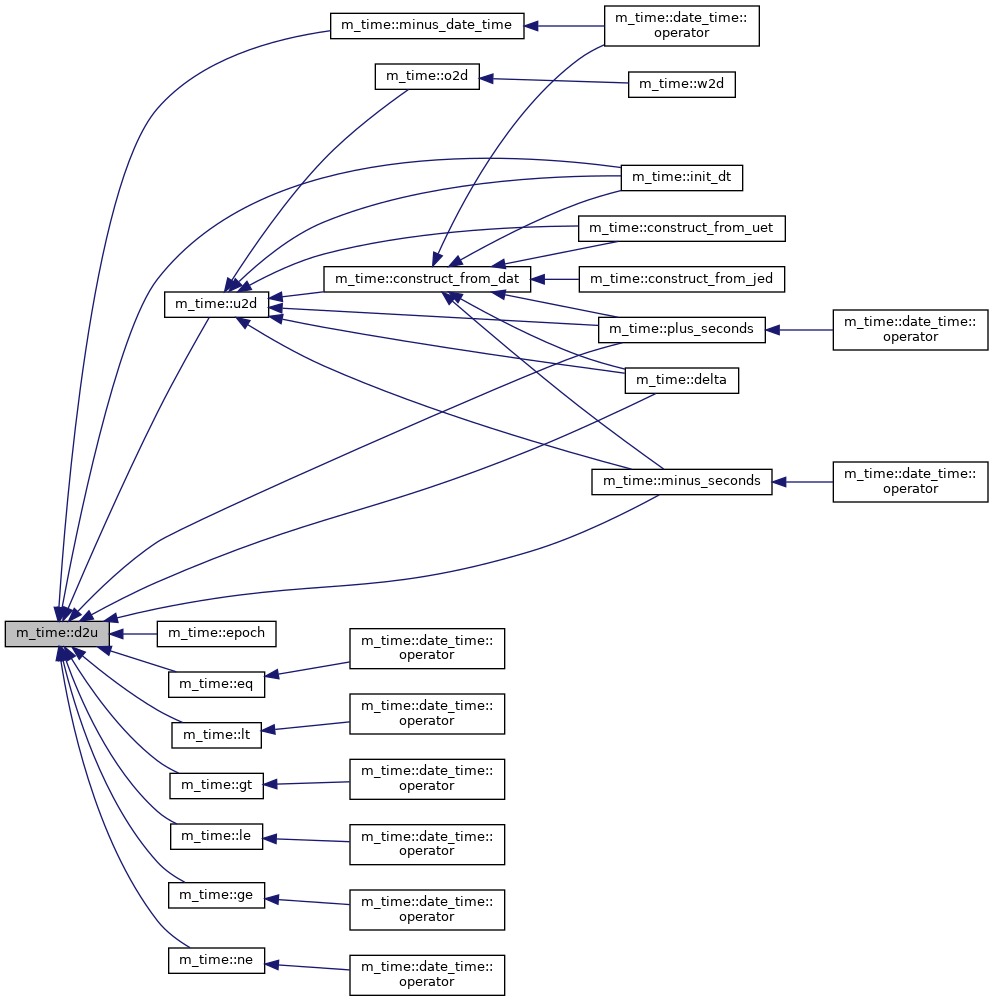 m_time::minus_date_time
m_time::date_time::
operator
m_time::o2d
m_time::w2d
m_time::init_dt
m_time::construct_from_uet
m_time::construct_from_dat
m_time::construct_from_jed
m_time::u2d
m_time::plus_seconds
m_time::date_time::
operator
m_time::delta
m_time::minus_seconds
m_time::date_time::
operator
m_time::d2u
m_time::epoch
m_time::eq
m_time::date_time::
operator
m_time::lt
m_time::date_time::
operator
m_time::gt
m_time::date_time::
operator
m_time::le
m_time::date_time::
operator
m_time::ge
m_time::date_time::
operator
m_time::ne
m_time::date_time::
operator